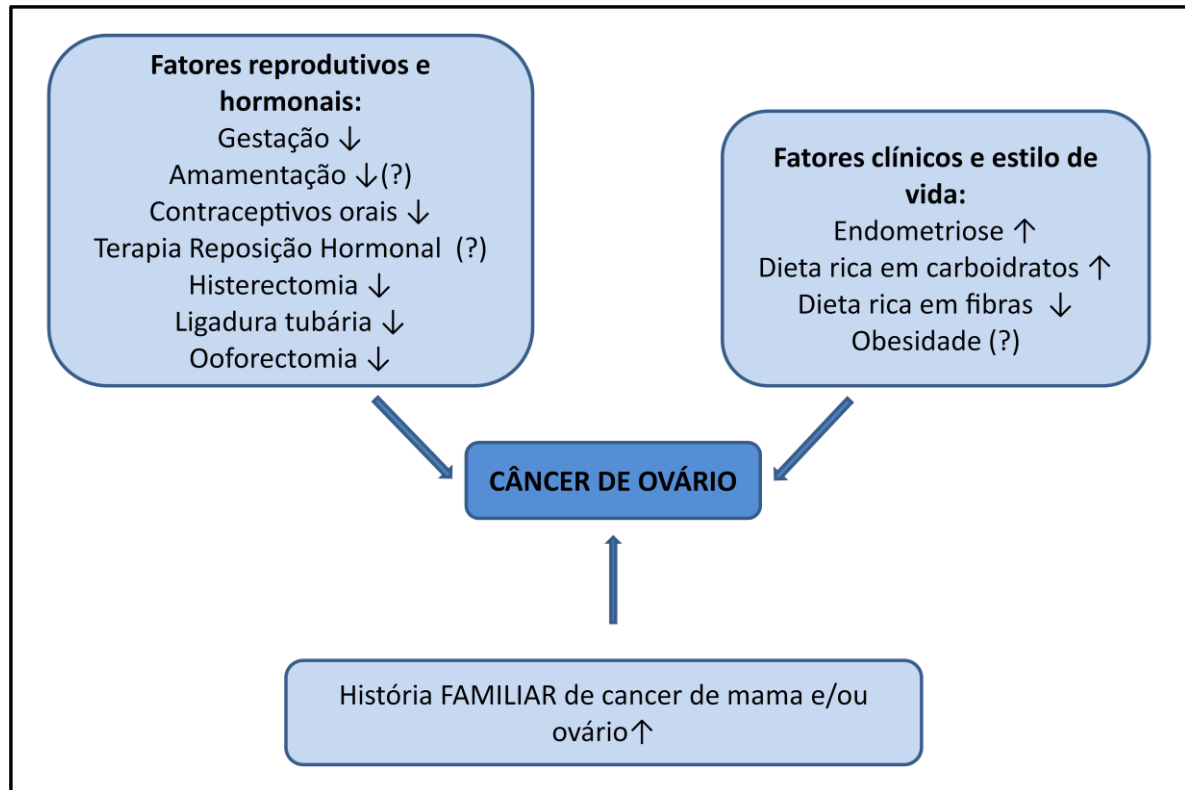 Fatores reprodutivos e
hormonais:
Gestação ↓
Amamentação ↓(?)
Contraceptivos orais ↓
Terapia Reposição Hormonal (?)
Histerectomia ↓
Ligadura tubária ↓
Ooforectomia ↓
Fatores clínicos e estilo de
vida:
Endometriose ↑
Dieta rica em carboidratos ↑
Dieta rica em fibras ↓
Obesidade (?)
CÂNCER DE OVÁRIO
História FAMILIAR de cancer de mama e/ou
ovário↑